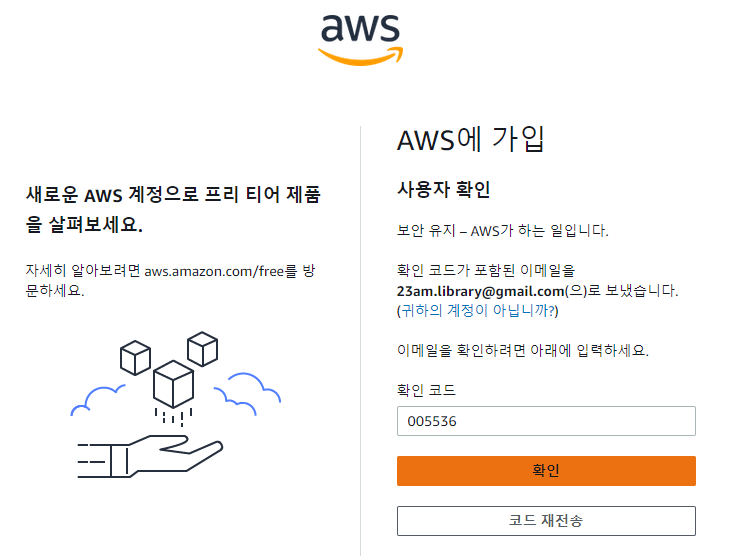 aws
새로운 AWS 계정으로 프리 티어 제품
을 살펴보세요.
자세히 알아보려면 aws.amazon.com/free를 방
문하세요.
AWS에 가입
사용자 확인
보안 유지 – AWS가 하는 일입니다.
확인 코드가 포함된 이메일을
23am.library@gmail.com(으)로 보냈습니다.
(귀하의 계정이 아닙니까?)
이메일을 확인하려면 아래에 입력하세요.
확인 코드
005536
확인
코드 재전송